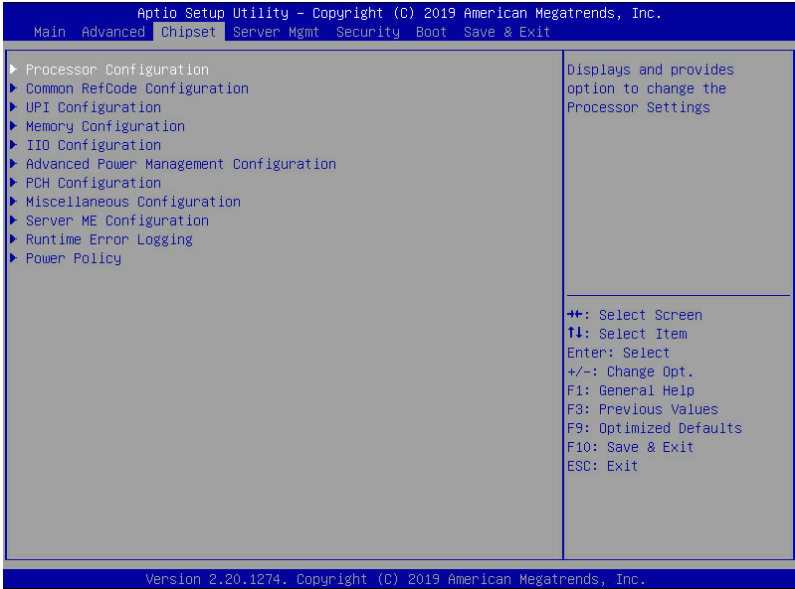 Aptio Setup Utility – Copyright (C) 2019 American Megatrends, Inc.
Main Advanced Chipset Server Mgmt Security Boot Save & Exit
▶ Processor Configuration
▶ Common RefCode Configuration
▶ UPI Configuration
▶ Memory Configuration
▶ IIO Configuration
▶ Advanced Power Management Configuration
▶ PCH Configuration
▶ Miscellaneous Configuration
▶ Server ME Configuration
▶ Runtime Error Logging
▶ Power Policy
Displays and provides
option to change the
Processor Settings
→←: Select Screen
↑↓: Select Item
Enter: Select
+/-: Change Opt.
F1: General Help
F3: Previous Values
F9: Optimized Defaults
F10: Save & Exit
ESC: Exit
Version 2.20.1274. Copyright (C) 2019 American Megatrends, Inc.